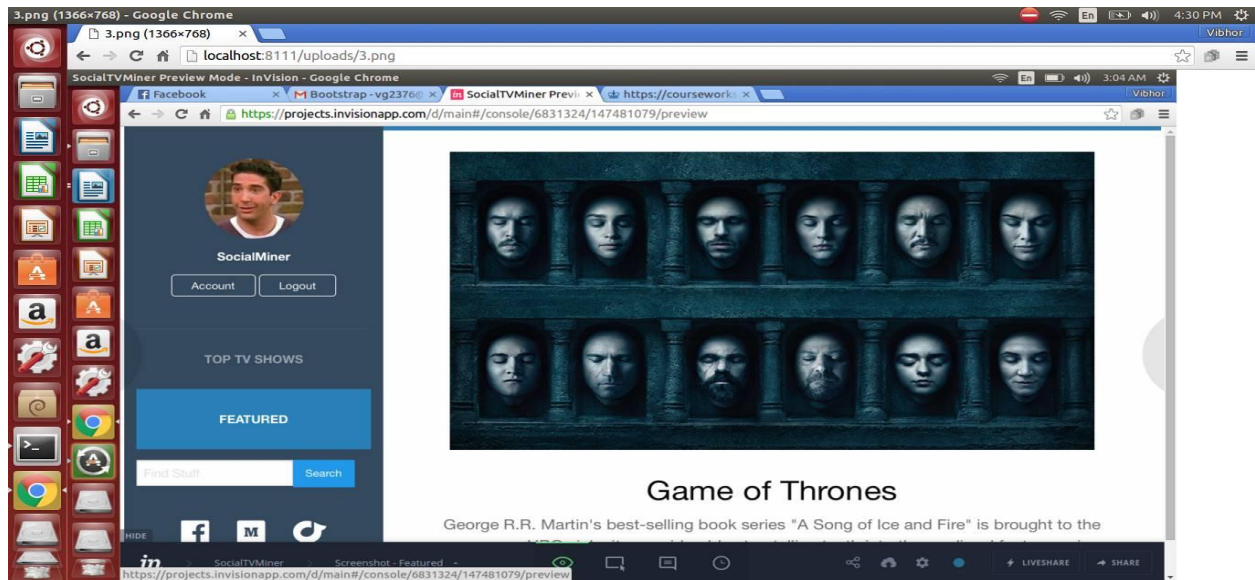 3.png (1366×768) - Google Chrome
En
4:30 PM
3.png (1366×768) ×
Vibhor
localhost:8111/uploads/3.png
SocialTVMiner Preview Mode - InVision - Google Chrome
En
3:04 AM
Facebook ×
Bootstrap - vg2376@ ×
in SocialTVMiner Previ ×
https://courseworks ×
Vibhor
https://projects.invisionapp.com/d/main#/console/6831324/147481079/preview
SocialMiner
Account
Logout
TOP TV SHOWS
FEATURED
Find Stuff
Search
Game of Thrones
George R.R. Martin's best-selling book series "A Song of Ice and Fire" is brought to the
HIDE
f
M
in
SocialTVMiner
Screenshot - Featured
LIVESHARE
SHARE
https://projects.invisionapp.com/d/main#/console/6831324/147481079/preview